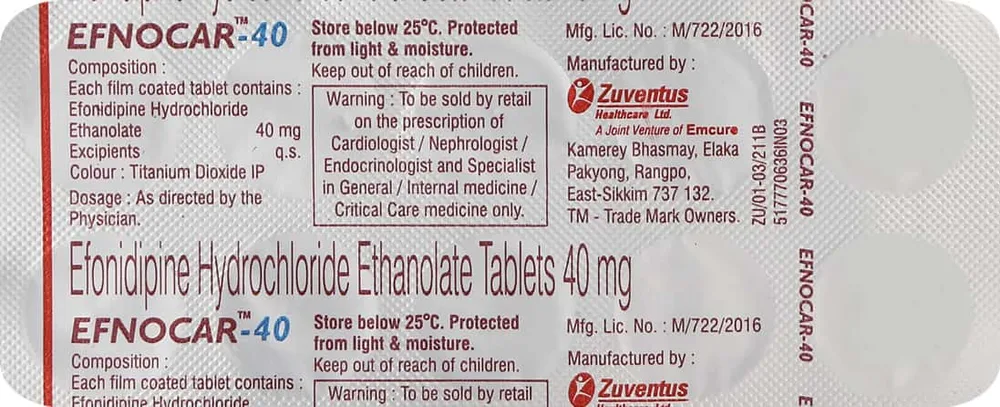 EFNOCAR™-40
Composition :
Each film coated tablet contains :
Efonidipine Hydrochloride
Ethanolate 40 mg
Excipients q.s.
Colour : Titanium Dioxide IP
Dosage : As directed by the
Physician.
Store below 25°C. Protected
from light & moisture.
Keep out of reach of children.
Warning : To be sold by retail
on the prescription of
Cardiologist / Nephrologist /
Endocrinologist and Specialist
in General / Internal medicine /
Critical Care medicine only.
Mfg. Lic. No. : M/722/2016
Manufactured by :
Zuventus
Healthcare Ltd.
A Joint Venture of Emcure
Kamerey Bhasmay, Elaka
Pakyong, Rangpo,
East-Sikkim 737 132.
TM - Trade Mark Owners.
ZU/01-03/211B
EFNOCAR-40
EFNOCAR-40
EFNOCAR-40
Efonidipine Hydrochloride Ethanolate Tablets 40 mg
EFNOCAR™-40
Composition :
Each film coated tablet contains :
Efonidipine Hydrochloride
Store below 25°C. Protected
from light & moisture.
Keep out of reach of children.
Warning : To be sold by retail
Mfg. Lic. No. : M/722/2016
Manufactured by :
Zuventus
Healthcare Ltd.